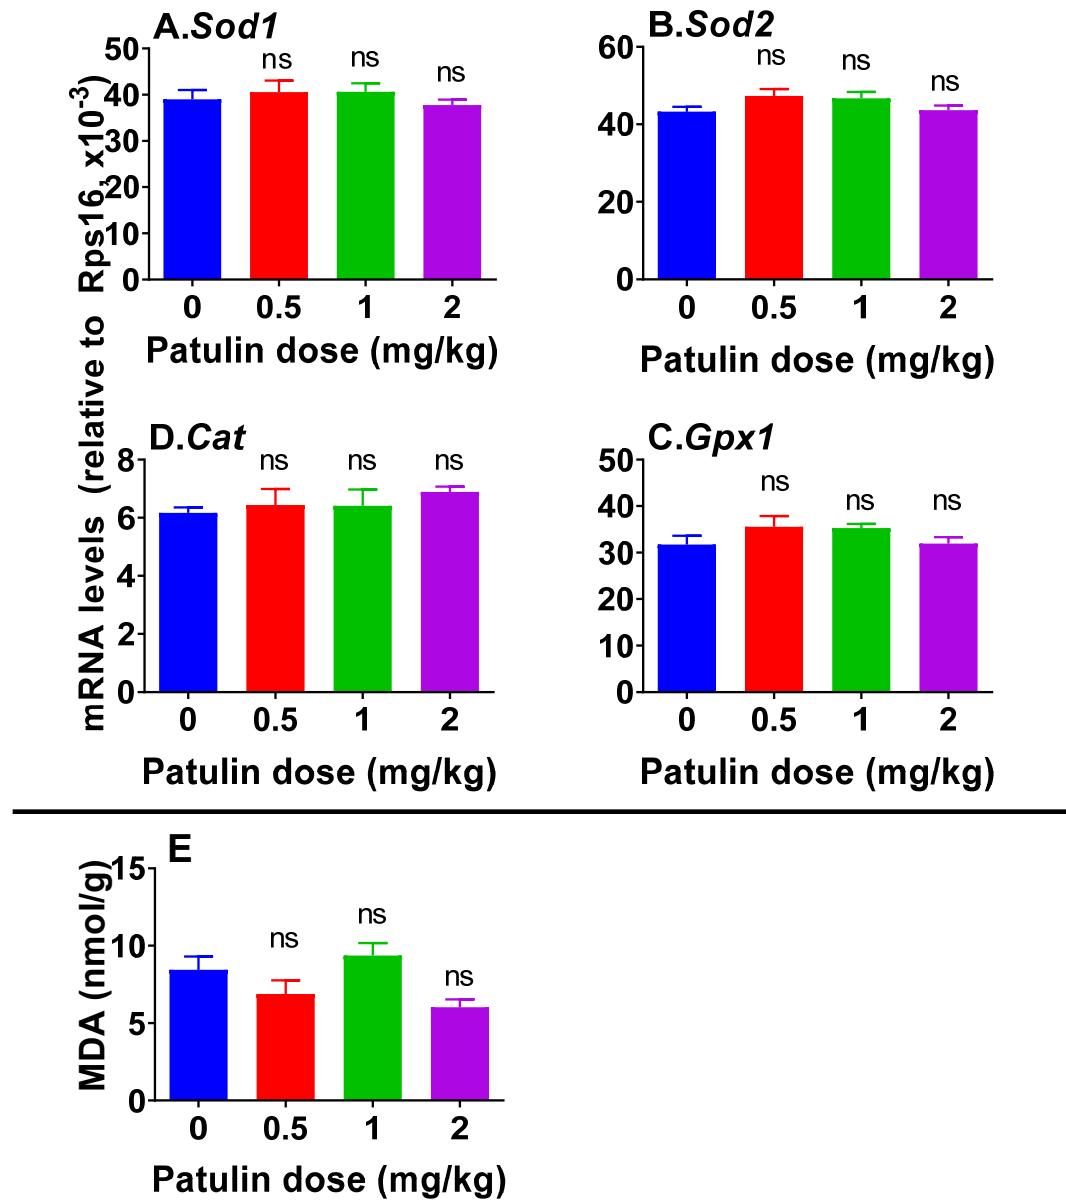 A.Sod1
50
40
30
20
10
0
ns
ns
ns
0 0.5 1 2
Patulin dose (mg/kg)
B.Sod2
60
40
20
0
ns
ns
ns
0 0.5 1 2
Patulin dose (mg/kg)
mRNA levels (relative to Rps16, x10-3)
D.Cat
8
6
4
2
0
ns
ns
ns
0 0.5 1 2
Patulin dose (mg/kg)
C.Gpx1
50
40
30
20
10
0
ns
ns
ns
0 0.5 1 2
Patulin dose (mg/kg)
E
MDA (nmol/g)
15
10
5
0
ns
ns
ns
0 0.5 1 2
Patulin dose (mg/kg)